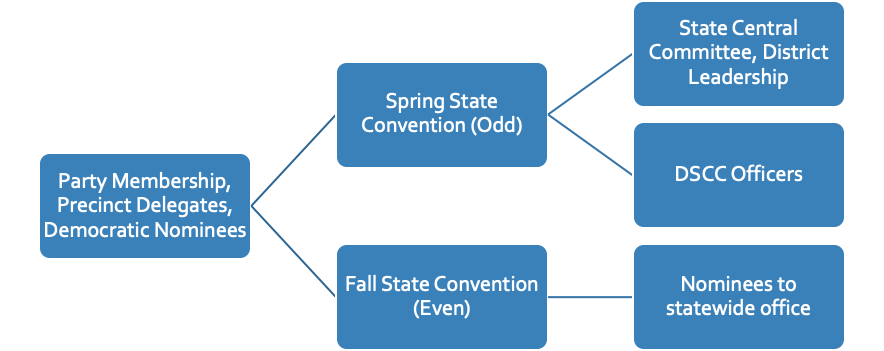 Party Membership,
Precinct Delegates,
Democratic Nominees
Spring State
Convention (Odd)
State Central
Committee, District
Leadership
DSCC Officers
Fall State Convention
(Even)
Nominees to
statewide office